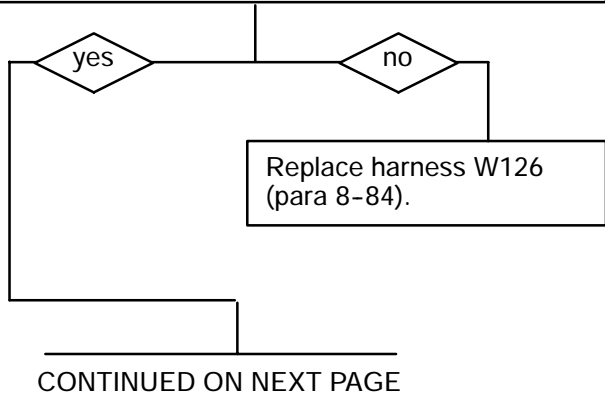 yes
no
Replace harness W126
(para 8-84).
CONTINUED ON NEXT PAGE